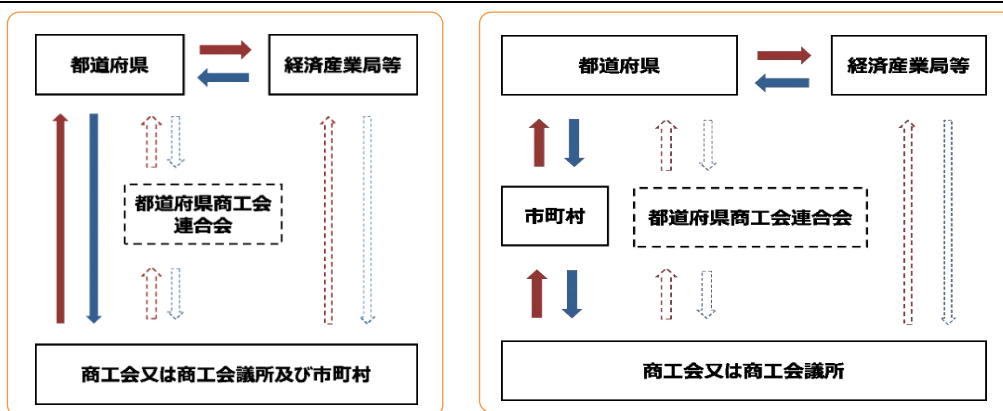 都道府県
経済産業局等
都道府県商工会
連合会
商工会又は商工会議所及び市町村
都道府県
経済産業局等
市町村
都道府県商工会連合会
商工会又は商工会議所